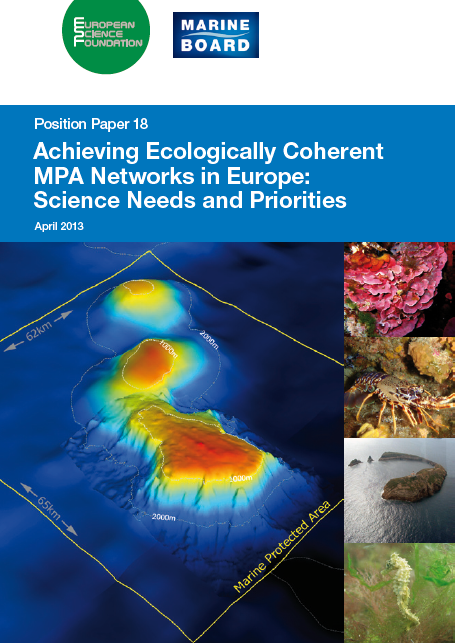 EUROPEAN
SCIENCE
FOUNDATION
MARINE
BOARD
Position Paper 18
Achieving Ecologically Coherent
MPA Networks in Europe:
Science Needs and Priorities
April 2013
62km
2000m
1000m
1000m
2000m
65km
Marine Protected Area